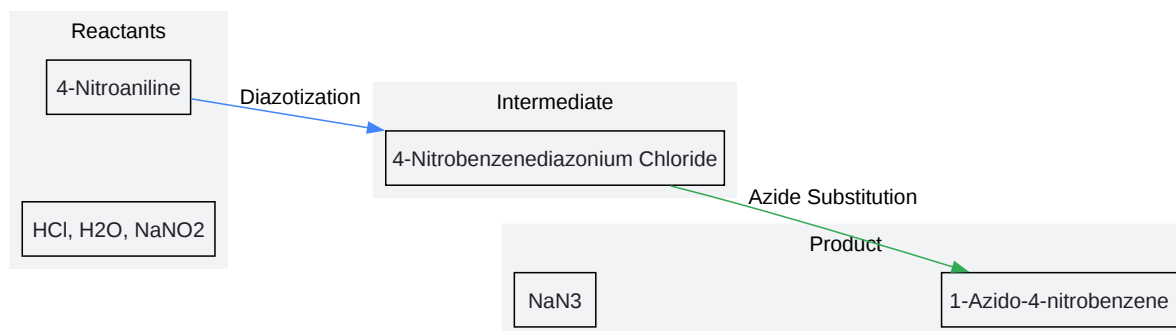 Reactants
4-Nitroaniline
HCl, H2O, NaNO2
Diazotization
Intermediate
4-Nitrobenzenediazonium Chloride
Azide Substitution
Product
NaN3
1-Azido-4-nitrobenzene